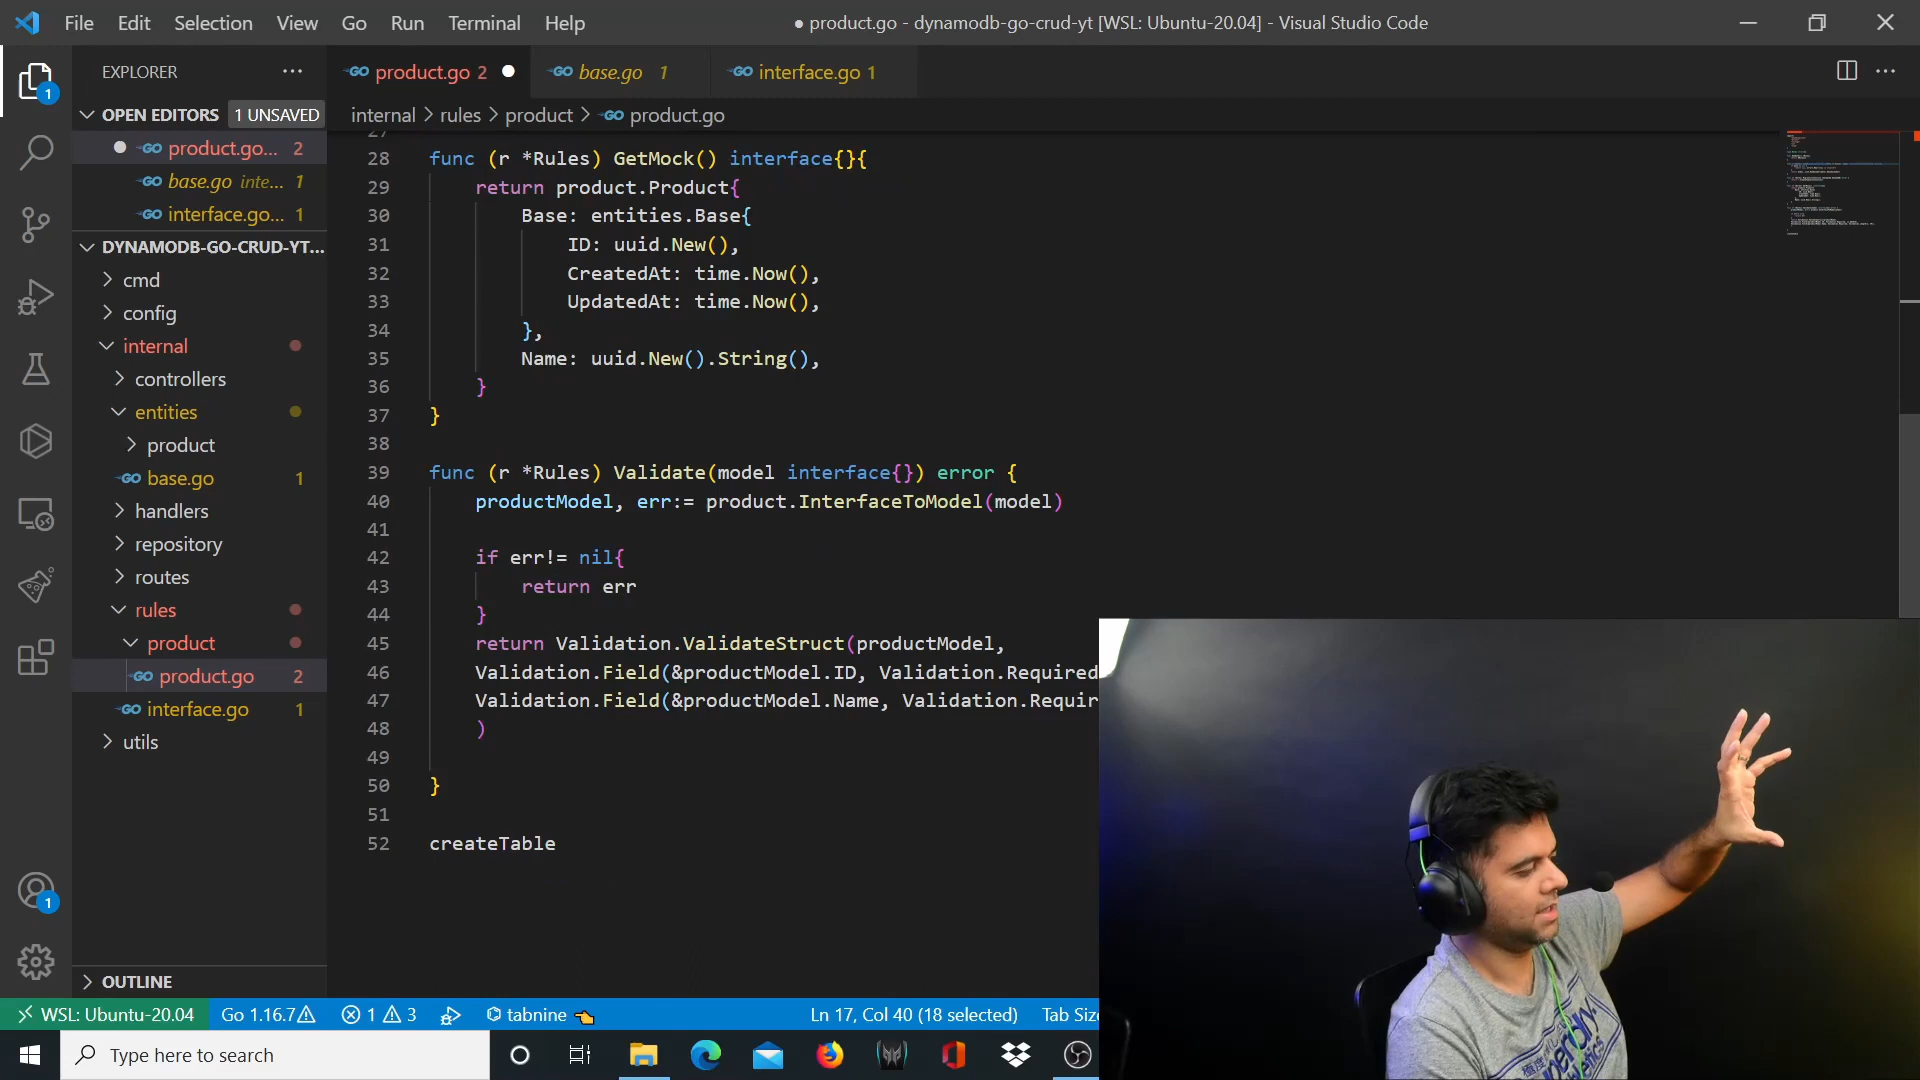 File Edit Selection View Go Run Terminal Help
● product.go - dynamodb-go-crud-yt [WSL: Ubuntu-20.04] - Visual Studio Code
EXPLORER
product.go 2
base.go 1
interface.go 1
OPEN EDITORS 1 UNSAVED
product.go... 2
base.go inte... 1
interface.go... 1
DYNAMODB-GO-CRUD-YT...
cmd
config
internal
controllers
entities
product
base.go 1
handlers
repository
routes
rules
product
product.go 2
interface.go 1
utils
OUTLINE
internal > rules > product > product.go
27
28 func (r *Rules) GetMock() interface{}{
29 return product.Product{
30 Base: entities.Base{
31 ID: uuid.New(),
32 CreatedAt: time.Now(),
33 UpdatedAt: time.Now(),
34 },
35 Name: uuid.New().String(),
36 }
37 }
38
39 func (r *Rules) Validate(model interface{}) error {
40 productModel, err:= product.InterfaceToModel(model)
41
42 if err!= nil{
43 return err
44 }
45 return Validation.ValidateStruct(productModel,
46 Validation.Field(&productModel.ID, Validation.Required
47 Validation.Field(&productModel.Name, Validation.Requir
48 )
49
50 }
51
52 createTable
1
1
WSL: Ubuntu-20.04 Go 1.16.7 1 3 tabnine Ln 17, Col 40 (18 selected) Tab Siz
Type here to search